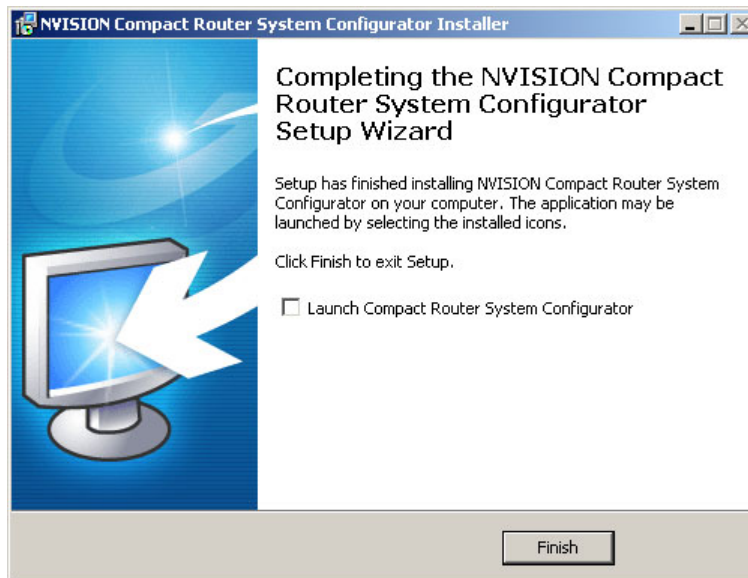 NVISION Compact Router System Configurator Installer
Completing the NVISION Compact
Router System Configurator
Setup Wizard
Setup has finished installing NVISION Compact Router System
Configurator on your computer. The application may be
launched by selecting the installed icons.
Click Finish to exit Setup.
Launch Compact Router System Configurator
Finish